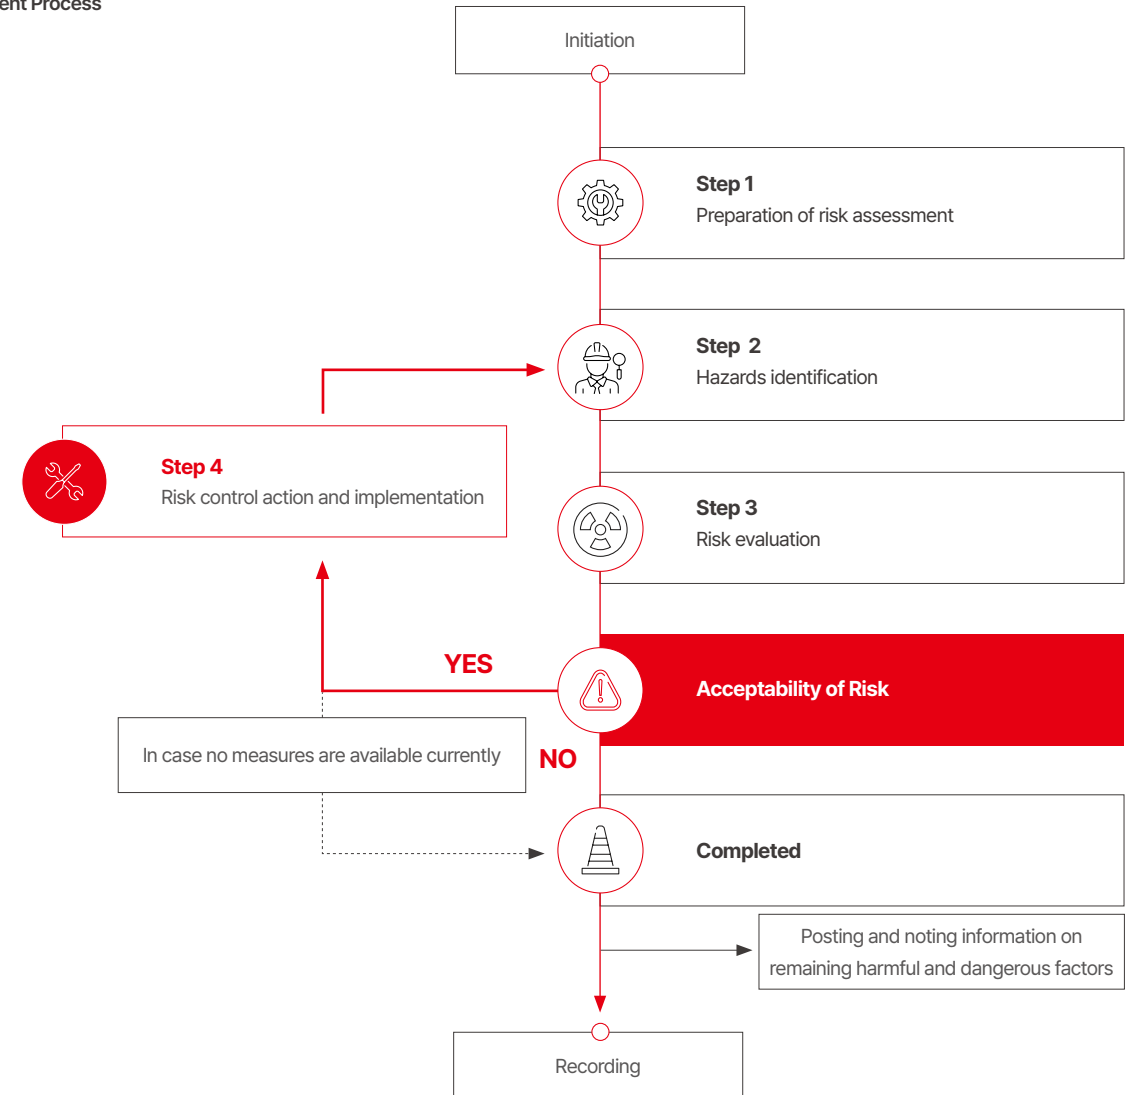 Process
Initiation
Step 1
Preparation of risk assessment
Step 2
Hazards identification
Step 4
Risk control action and implementation
Step 3
Risk evaluation
YES
Acceptability of Risk
In case no measures are available currently
NO
Completed
Posting and noting information on
remaining harmful and dangerous factors
Recording